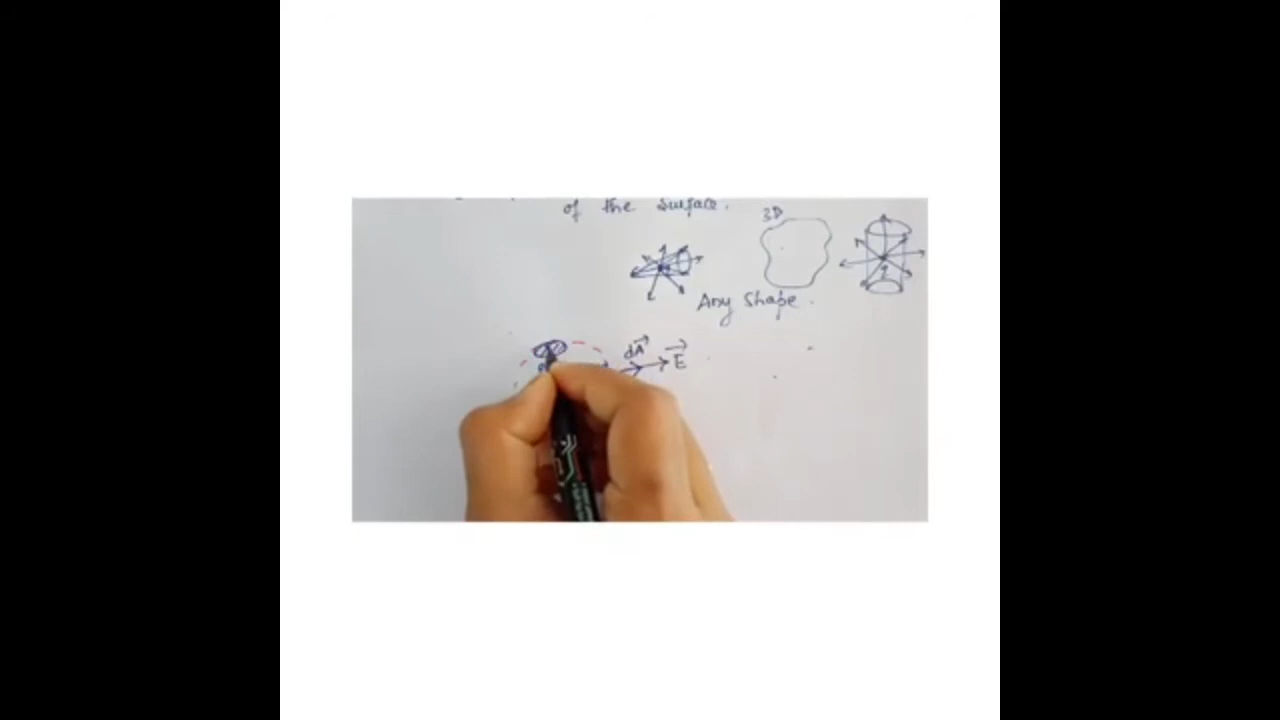 of the surface.
3D
q
Any Shape.
dA E